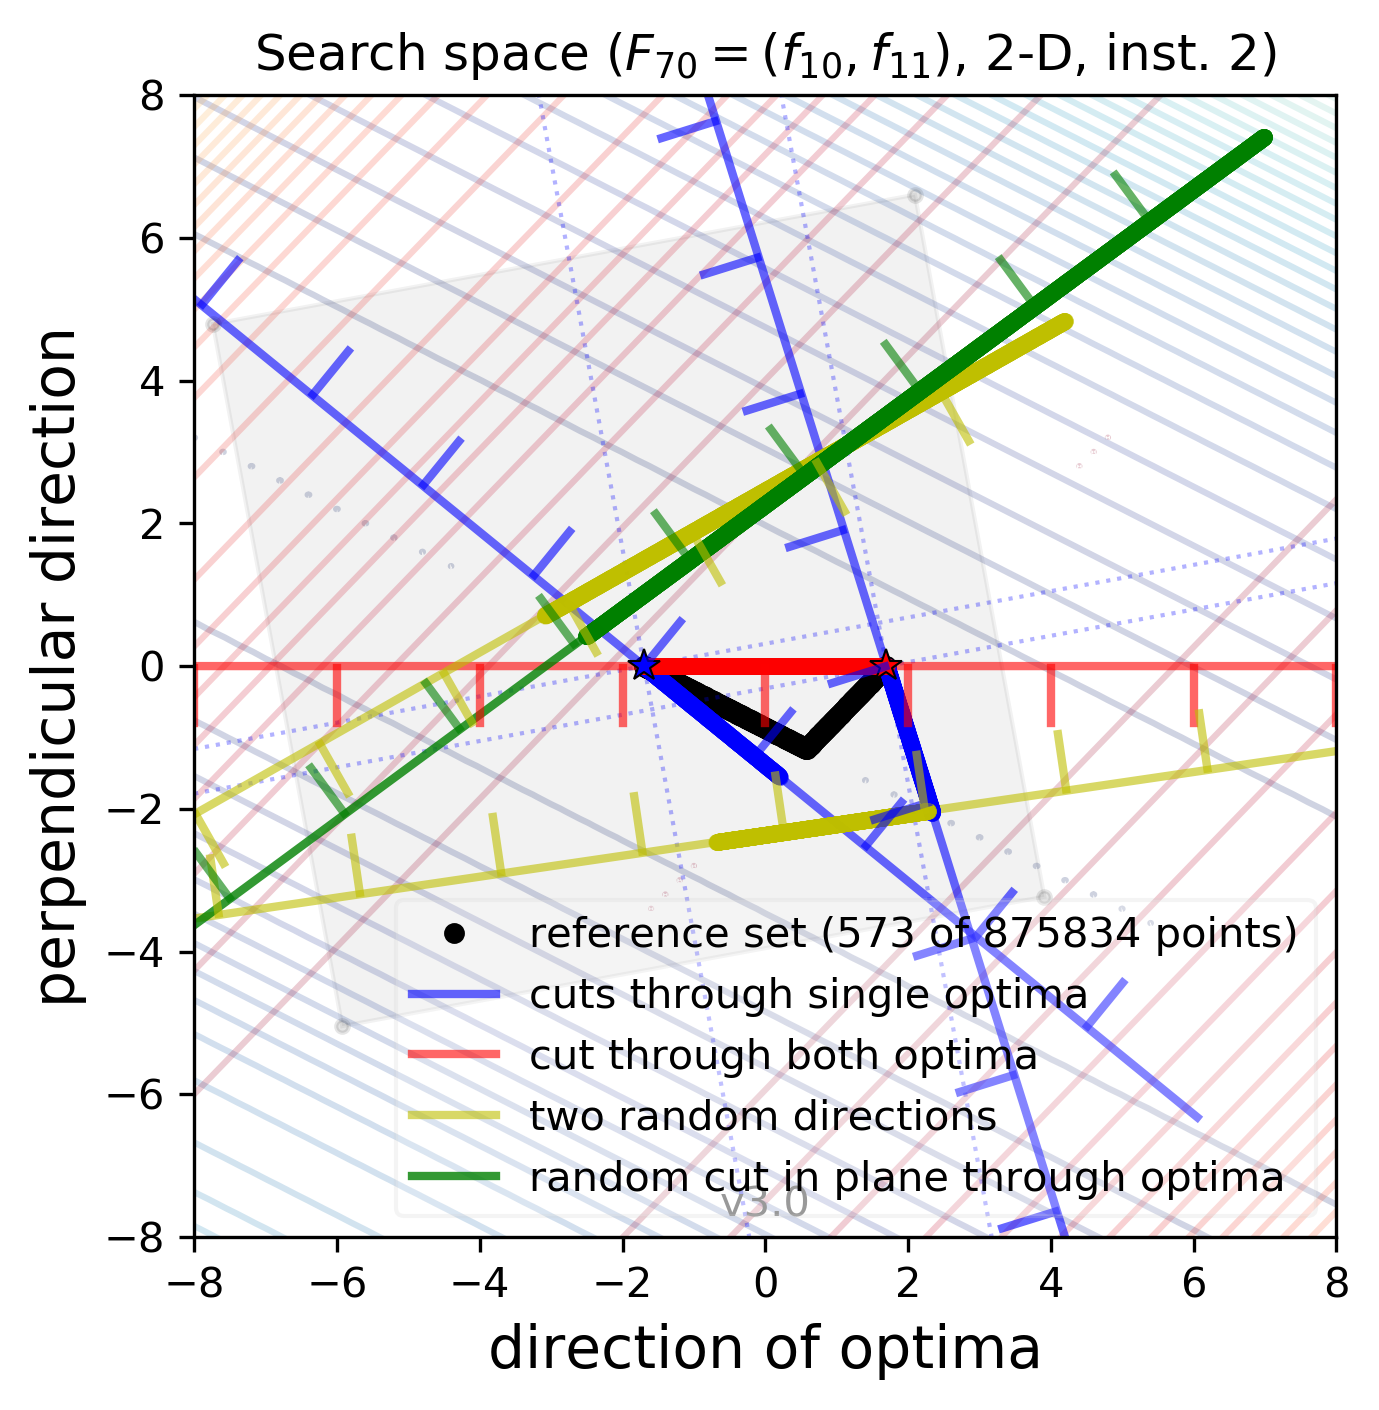 Search space (F₇₀ = (f₁₀, f₁₁), 2-D, inst. 2)
8
6
4
2
0
−2
−4
−6
−8
perpendicular direction
reference set (573 of 875834 points)
cuts through single optima
cut through both optima
two random directions
random cut in plane through optima
v3.0
−8 −6 −4 −2 0 2 4 6 8
direction of optima